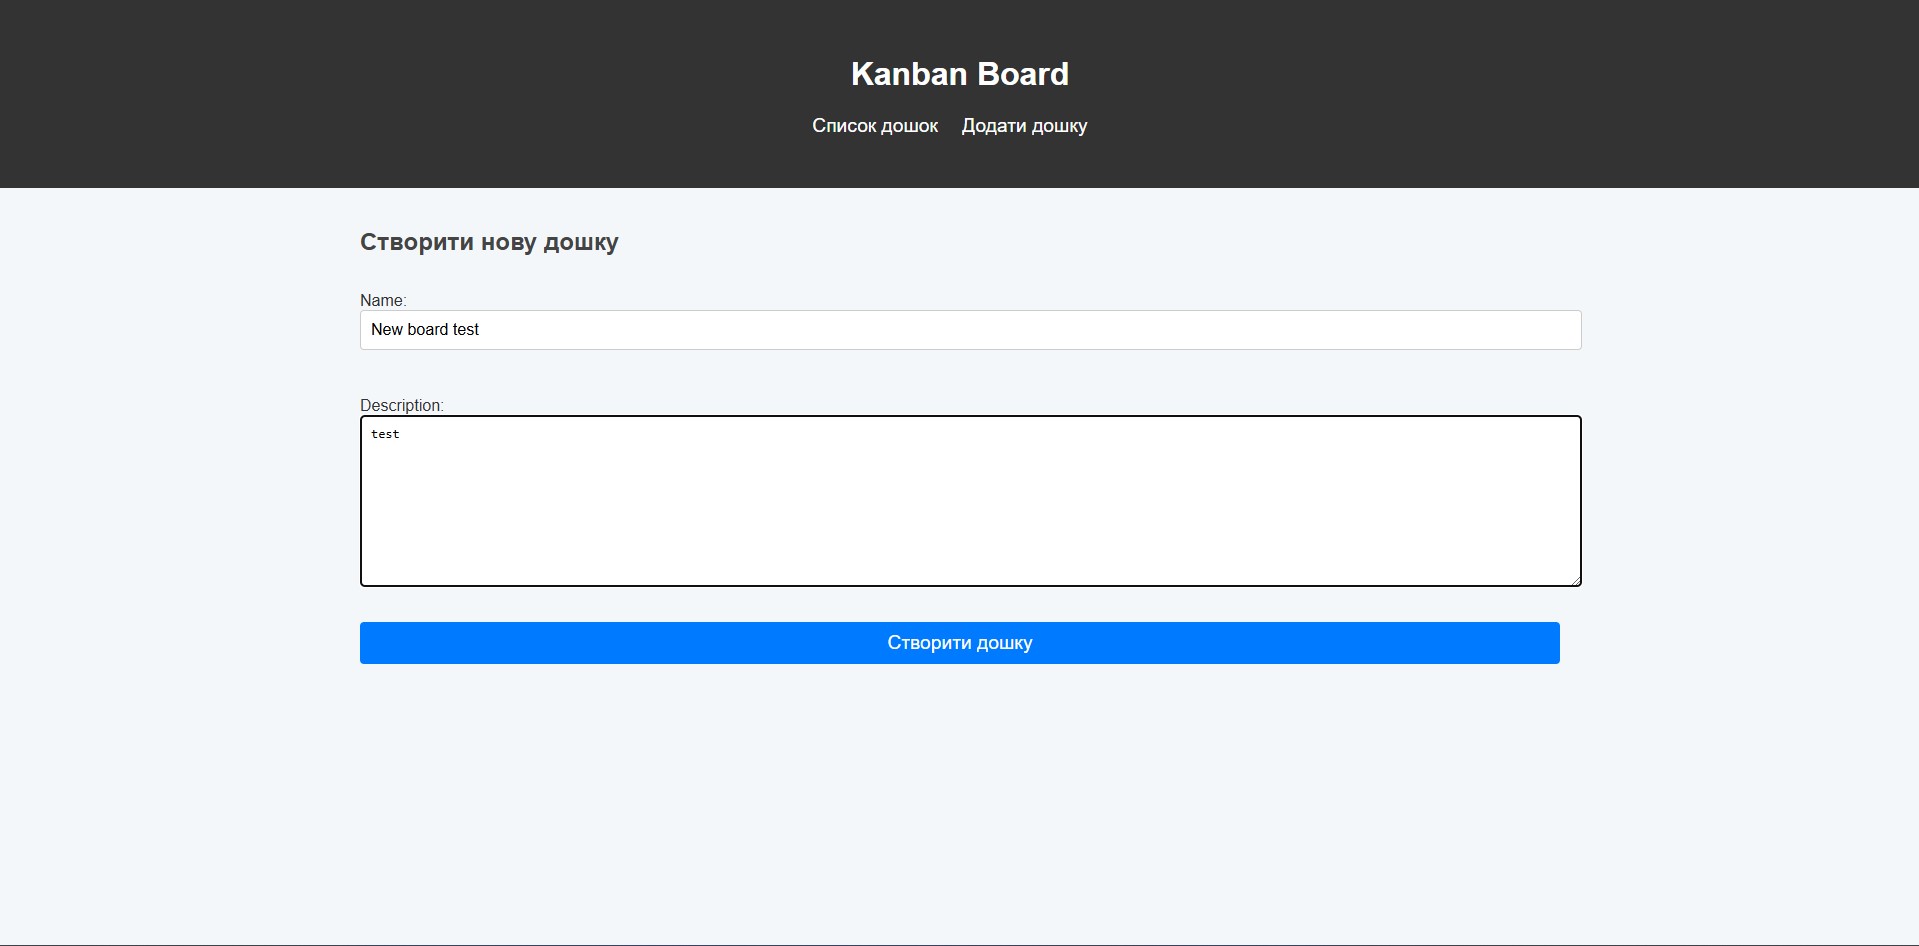 Kanban Board
Список дошок Додати дошку
Створити нову дошку
Name:
New board test
Description:
test
Створити дошку